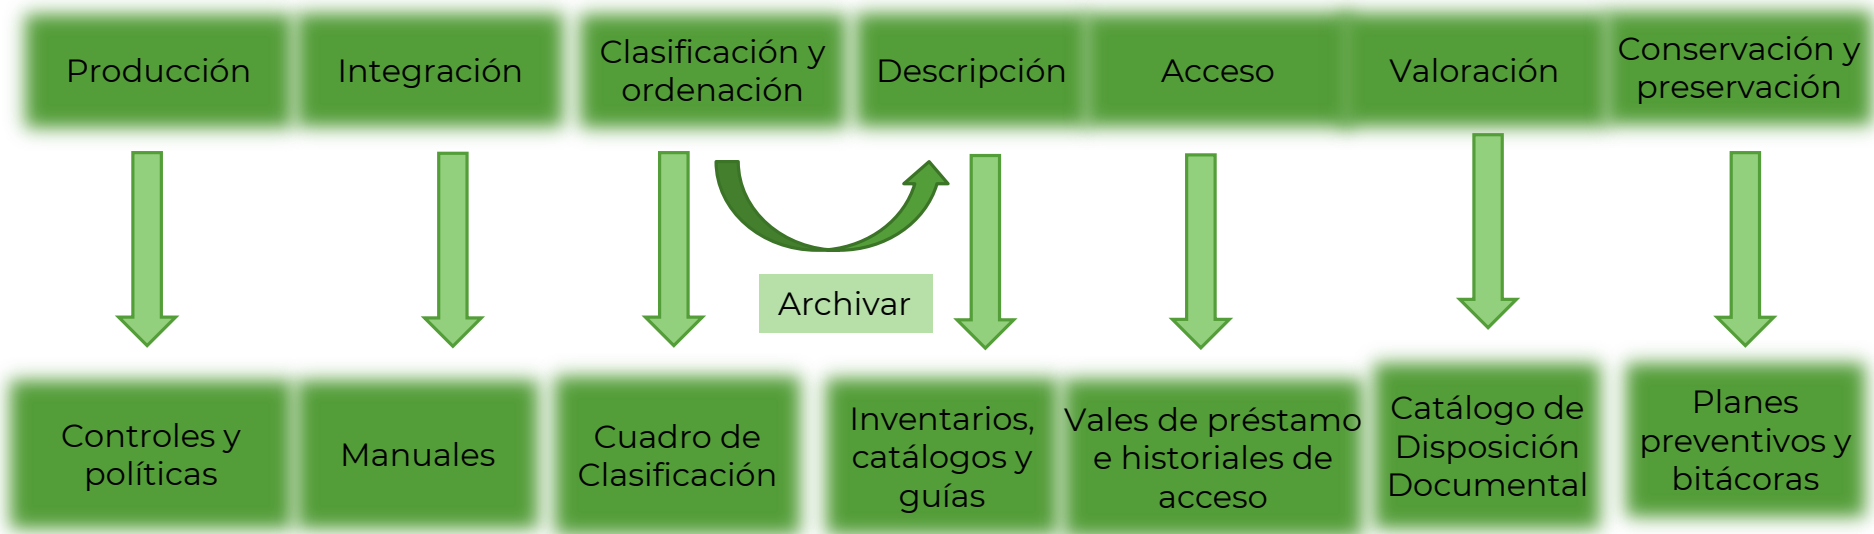 Producción
Integración
Clasificación y
ordenación
Descripción
Acceso
Valoración
Conservación y
preservación
Archivar
Controles y
políticas
Manuales
Cuadro de
Clasificación
Inventarios,
catálogos y
guías
Vales de préstamo
e historiales de
acceso
Catálogo de
Disposición
Documental
Planes
preventivos y
bitácoras